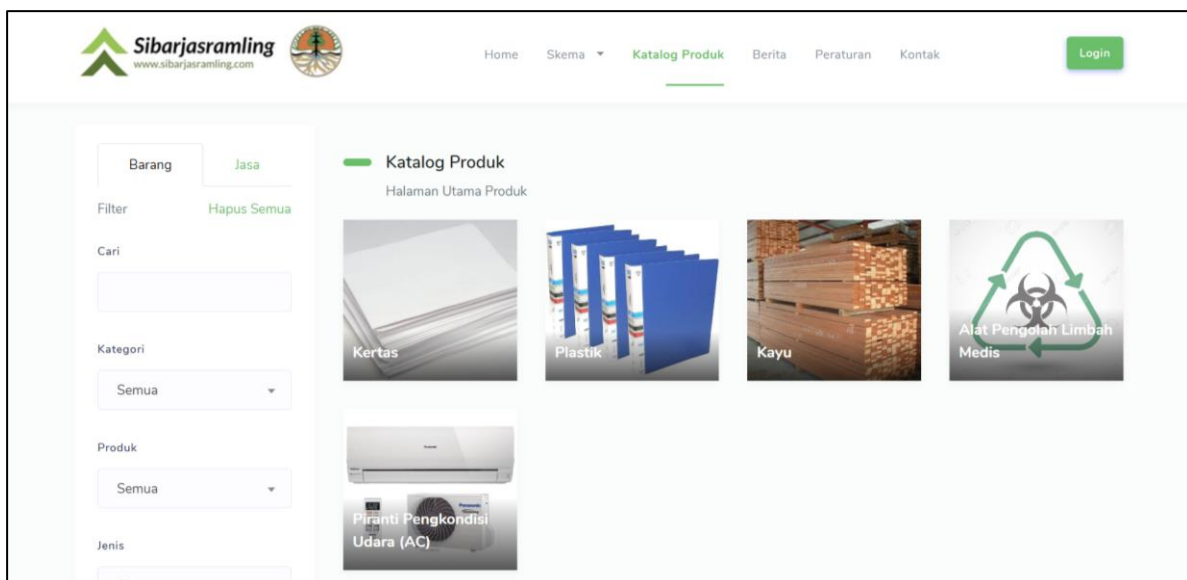 Sibarjasramling
www.sibarjasramling.com
Home Skema Katalog Produk Berita Peraturan Kontak Login
Barang Jasa
Filter Hapus Semua
Cari
Kategori
Semua
Produk
Semua
Jenis
Katalog Produk
Halaman Utama Produk
Kertas
Plastik
Kayu
Alat Pengolah Limbah
Medis
Piranti Pengkondisi
Udara (AC)
Panasonic